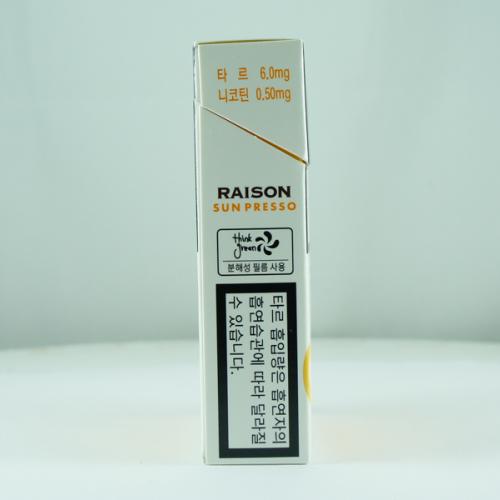 타 르 6.0mg
니코틴 0.50mg
RAISON
SUN PRESSO
think
green
분해성 필름 사용
타르 흡입량은 흡연자의
흡연습관에 따라 달라질
수 있습니다.